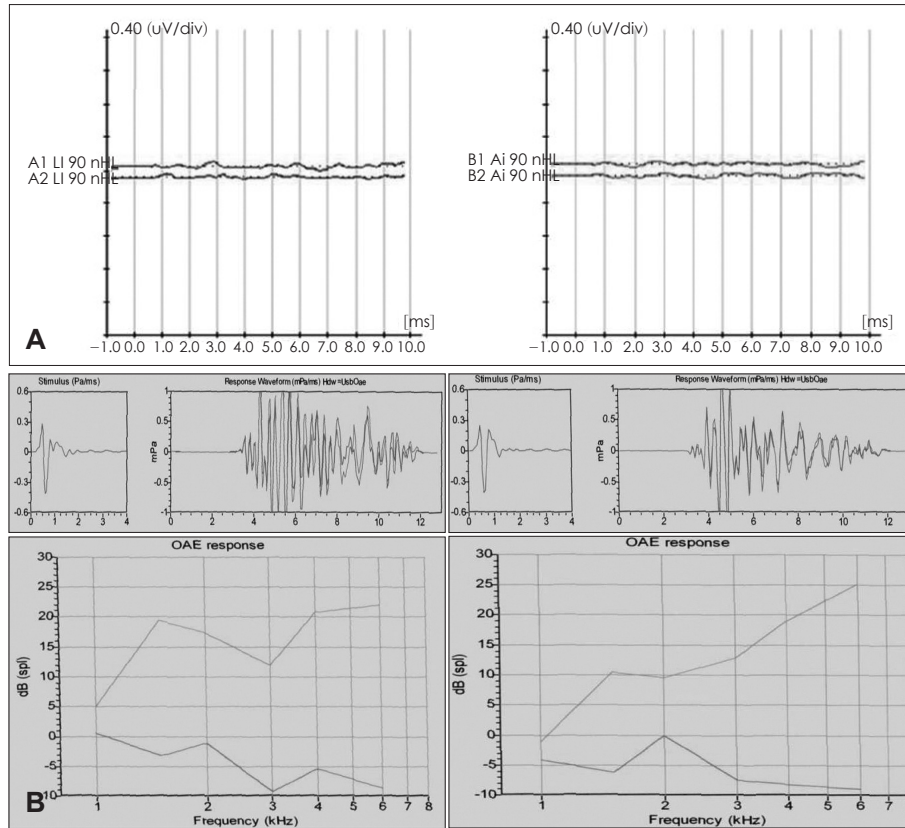 0.40 (uV/div)
A1 LI 90 nHL
A2 LI 90 nHL
[ms]
−1.0 0.0 1.0 2.0 3.0 4.0 5.0 6.0 7.0 8.0 9.0 10.0
A
0.40 (uV/div)
B1 Ai 90 nHL
B2 Ai 90 nHL
[ms]
−1.0 0.0 1.0 2.0 3.0 4.0 5.0 6.0 7.0 8.0 9.0 10.0
Stimulus (Pa/ms)
0.6
0.3
0
-0.3
-0.6
0 1 2 3 4
Response Waveform (mPa/ms) Hdw=UsbOae
1
mPa
0
-1
0 2 4 6 8 10 12
Stimulus (Pa/ms)
0.6
0.3
0
-0.3
-0.6
0 1 2 3 4
Response Waveform (mPa/ms) Hdw=UsbOae
1
mPa
0
-1
0 2 4 6 8 10 12
OAE response
30
25
20
15
10
5
0
-5
-10
dB (spl)
1 2 3 4 5 6 7 8
Frequency (kHz)
B
OAE response
30
25
20
15
10
5
0
-5
-10
dB (spl)
1 2 3 4 5 6 7
Frequency (kHz)